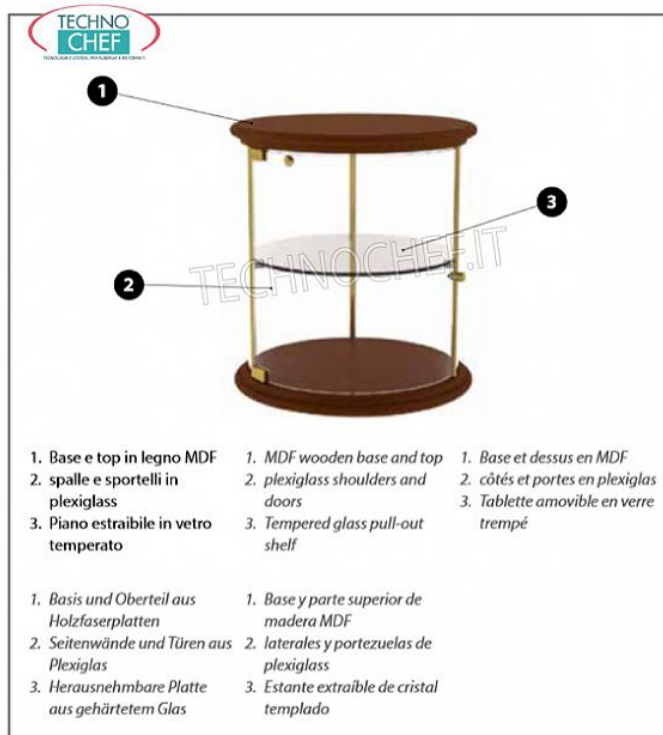 TECHNO
CHEF
1
3
2
TECHNOCHEF.IT
1. Base e top in legno MDF
2. spalle e sportelli in
plexiglass
3. Piano estraibile in vetro
temperato
1. MDF wooden base and top
2. plexiglass shoulders and
doors
3. Tempered glass pull-out
shelf
1. Base et dessus en MDF
2. côtés et portes en plexiglas
3. Tablette amovible en verre
trempé
1. Basis und Oberteil aus
Holzfaserplatten
2. Seitenwände und Türen aus
Plexiglas
3. Herausnehmbare Platte
aus gehärtetem Glas
1. Base y parte superior de
madera MDF
2. laterales y portezuelas de
plexiglass
3. Estante extraíble de cristal
templado